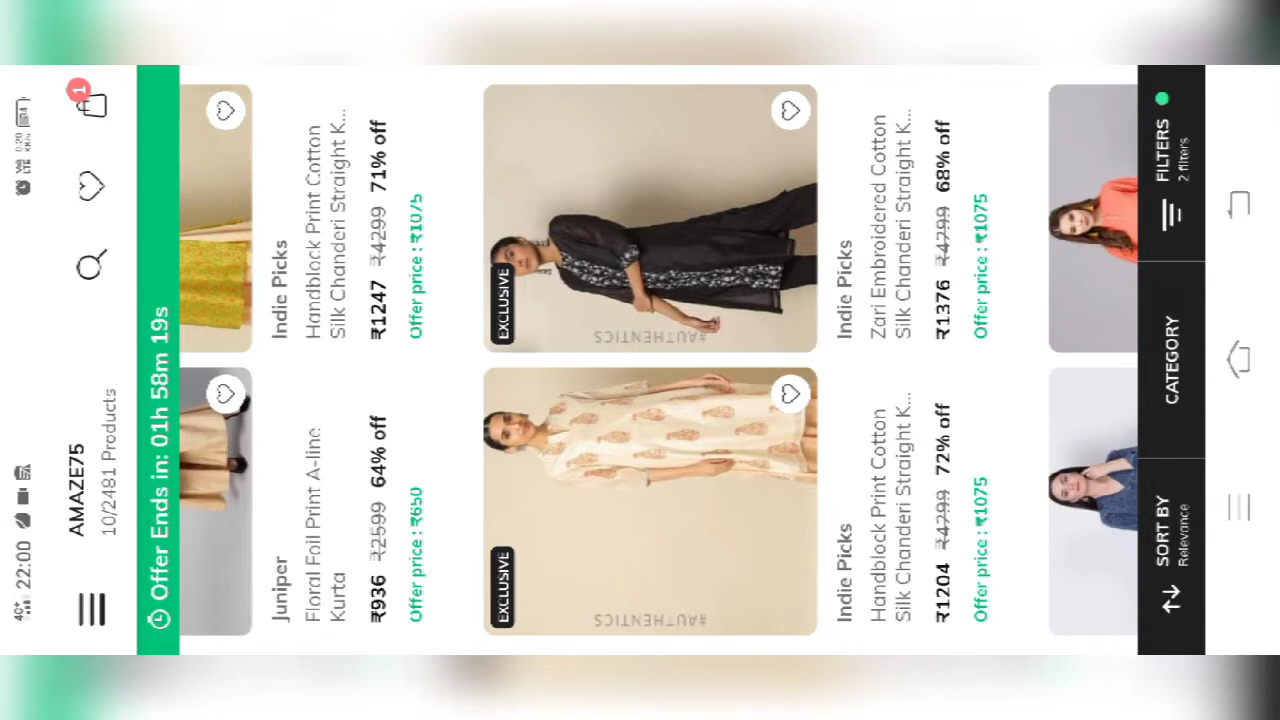 22:00
AMAZE75
10/2481 Products
1
Offer Ends in: 01h 58m 19s
Juniper
Floral Foil Print A-line
Kurta
₹936 ₹2599 64% off
Offer price : ₹650
Indie Picks
Handblock Print Cotton
Silk Chanderi Straight K...
₹1247 ₹4299 71% off
Offer price : ₹1075
EXCLUSIVE
#AUTHENTICS
EXCLUSIVE
#AUTHENTICS
Indie Picks
Handblock Print Cotton
Silk Chanderi Straight K...
₹1204 ₹4299 72% off
Offer price : ₹1075
Indie Picks
Zari Embroidered Cotton
Silk Chanderi Straight K...
₹1376 ₹4299 68% off
Offer price : ₹1075
SORT BY
Relevance
CATEGORY
FILTERS
2 filters